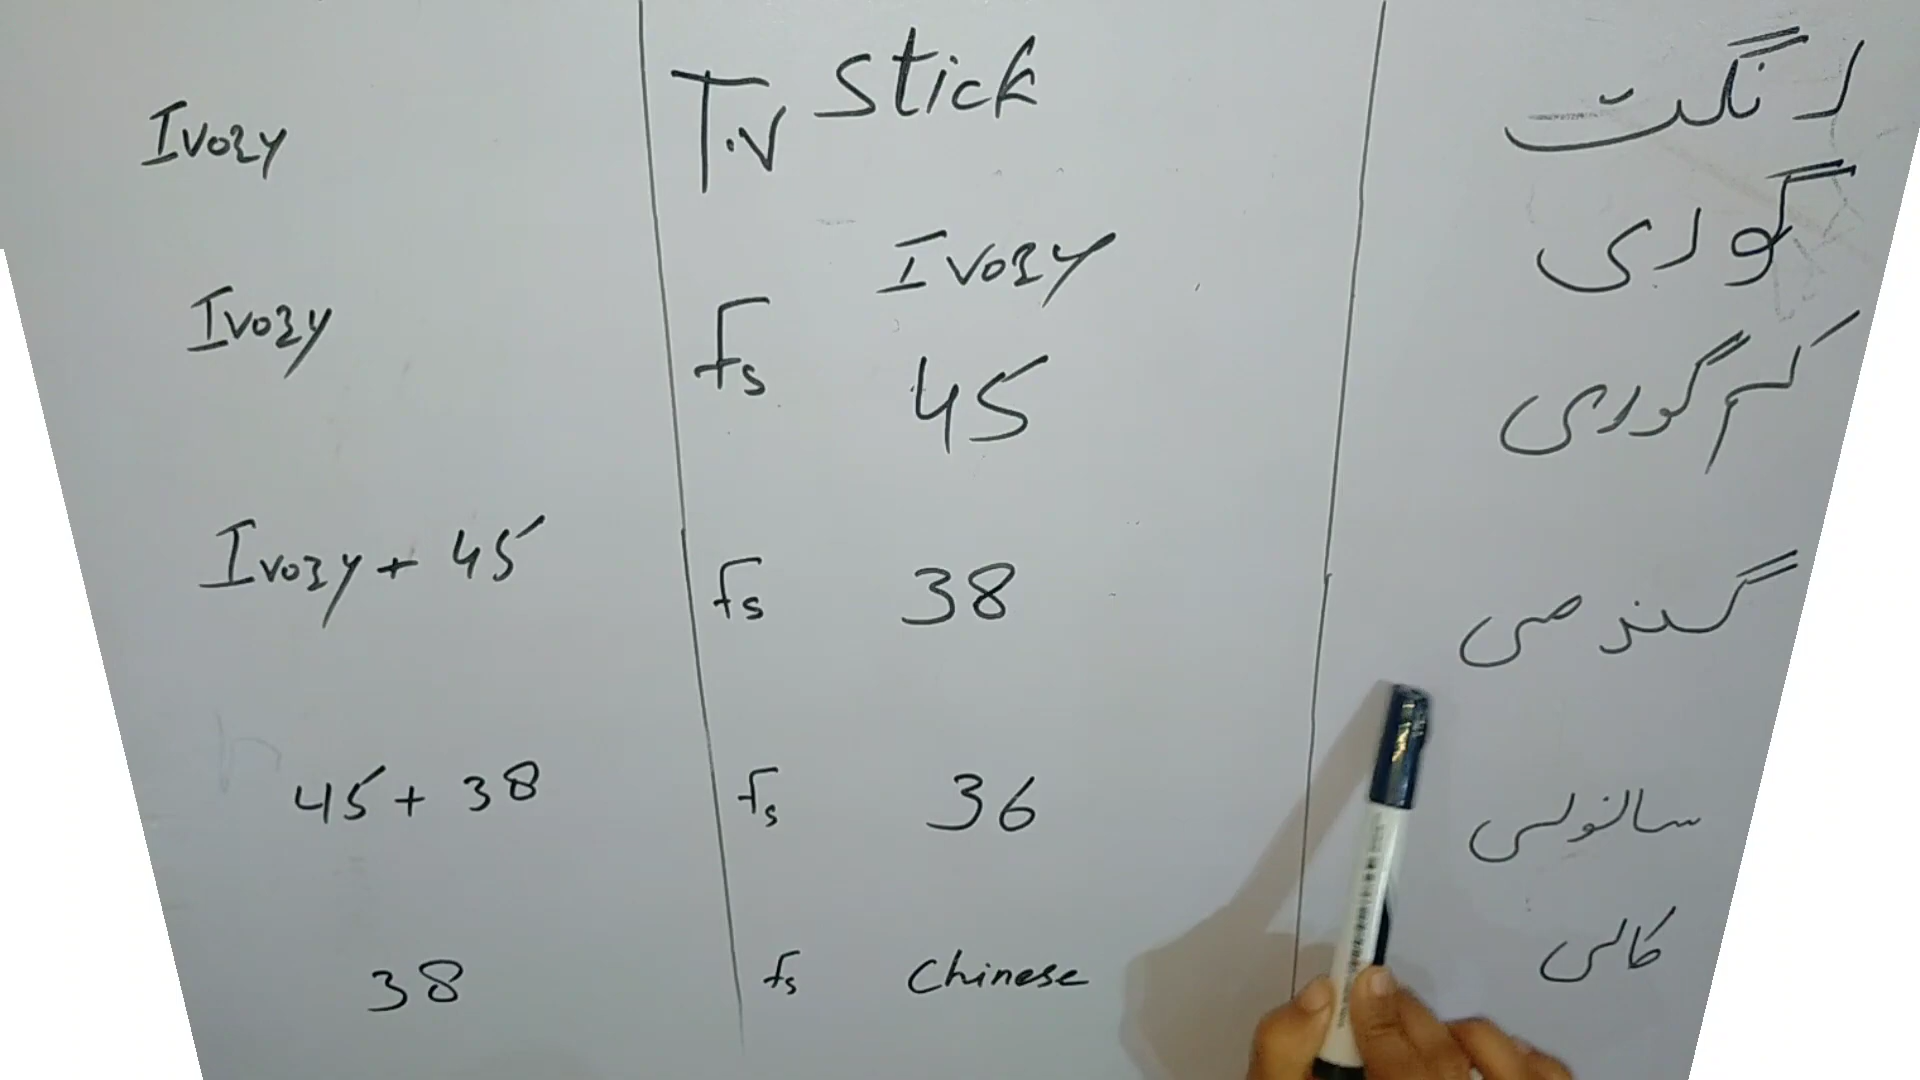 T.V Stick رنگت
Ivory Ivory گوری
Ivory Fs 45 کم گوری
Ivory + 45 Fs 38 گندمی
45 + 38 Fs 36 سانولی
38 Fs Chinese کالی